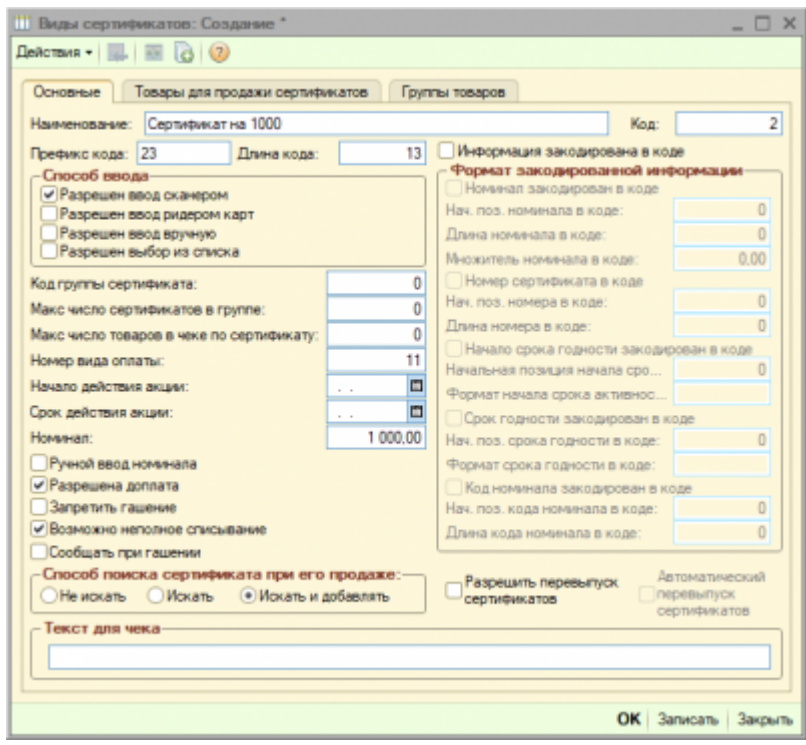 Виды сертификатов: Создание *
Действия
Основные Товары для продажи сертификатов Группы товаров
Наименование: Сертификат на 1000 Код: 2
Префикс кода: 23 Длина кода: 13 Информация закодирована в коде
Способ ввода
Разрешен ввод сканером
Разрешен ввод ридером карт
Разрешен ввод вручную
Разрешен выбор из списка
Код группы сертификата: 0
Макс число сертификатов в группе: 0
Макс число товаров в чеке по сертификату: 0
Номер вида оплаты: 11
Начало действия акции: . .
Срок действия акции: . .
Номинал: 1 000.00
Ручной ввод номинала
Разрешена доплата
Запретить гашение
Возможно неполное списывание
Сообщать при гашении
Формат закодированной информации
Номинал закодирован в коде
Нач. поз. номинала в коде: 0
Длина номинала в коде: 0
Множитель номинала в коде: 0.00
Номер сертификата в коде
Нач. поз. номера в коде: 0
Длина номера в коде: 0
Начало срока годности закодирован в коде
Начальная позиция начала сро... 0
Формат начала срока активнос...
Срок годности закодирован в коде
Нач. поз. срока годности в коде: 0
Формат срока годности в коде:
Код номинала закодирован в коде
Нач. поз. кода номинала в коде: 0
Длина кода номинала в коде: 0
Способ поиска сертификата при его продаже:
Не искать Искать Искать и добавлять
Разрешить перевыпуск
сертификатов
Автоматический
перевыпуск
сертификатов
Текст для чека
OK Записать Закрыть